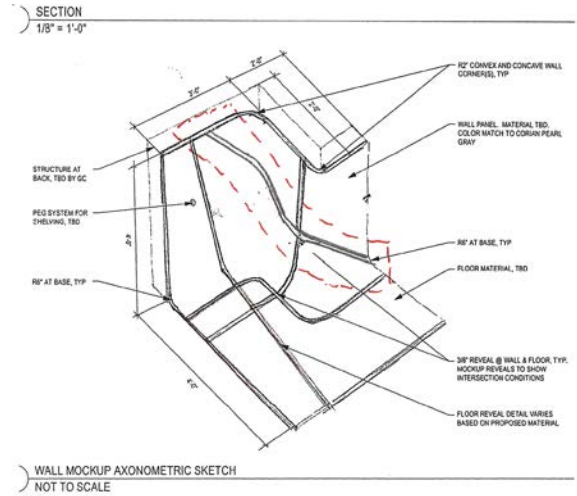 SECTION
1/8" = 1'-0"
R2" CONVEX AND CONCAVE WALL
CORNER(S), TYP
WALL PANEL. MATERIAL TBD.
COLOR MATCH TO CORIAN PEARL
GRAY
STRUCTURE AT
BACK, TBD BY GC
PEG SYSTEM FOR
SHELVING, TBD
R6" AT BASE, TYP
R6" AT BASE, TYP
FLOOR MATERIAL, TBD
3/8" REVEAL @ WALL & FLOOR, TYP.
MOCKUP REVEALS TO SHOW
INTERSECTION CONDITIONS
FLOOR REVEAL DETAIL VARIES
BASED ON PROPOSED MATERIAL
WALL MOCKUP AXONOMETRIC SKETCH
NOT TO SCALE